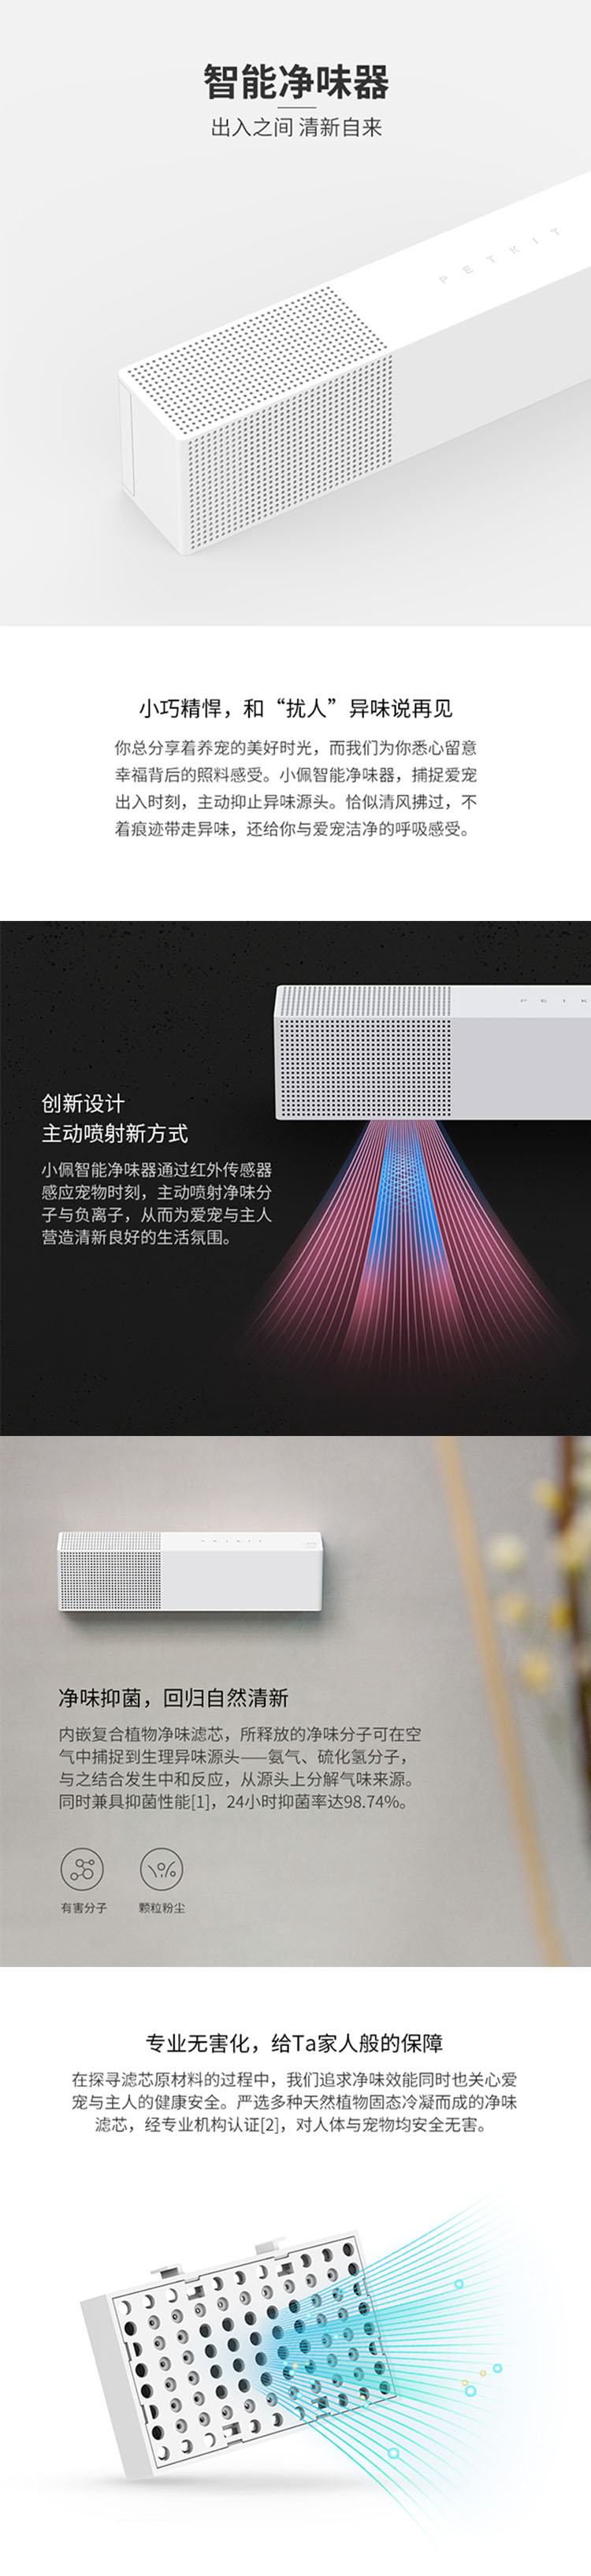 智能净味器
出入之间 清新自来
PETKIT
小巧精悍，和“扰人”异味说再见
你总分享着养宠的美好时光，而我们为你悉心留意
幸福背后的照料感受。小佩智能净味器，捕捉爱宠
出入时刻，主动抑止异味源头。恰似清风拂过，不
着痕迹带走异味，还给你与爱宠洁净的呼吸感受。
PETK
创新设计
主动喷射新方式
小佩智能净味器通过红外传感器
感应宠物时刻，主动喷射净味分
子与负离子，从而为爱宠与主人
营造清新良好的生活氛围。
净味抑菌，回归自然清新
内嵌复合植物净味滤芯，所释放的净味分子可在空
气中捕捉到生理异味源头——氨气、硫化氢分子，
与之结合发生中和反应，从源头上分解气味来源。
同时兼具抑菌性能[1]，24小时抑菌率达98.74%。
有害分子 颗粒粉尘
专业无害化，给Ta家人般的保障
在探寻滤芯原材料的过程中，我们追求净味效能同时也关心爱
宠与主人的健康安全。严选多种天然植物固态冷凝而成的净味
滤芯，经专业机构认证[2]，对人体与宠物均安全无害。